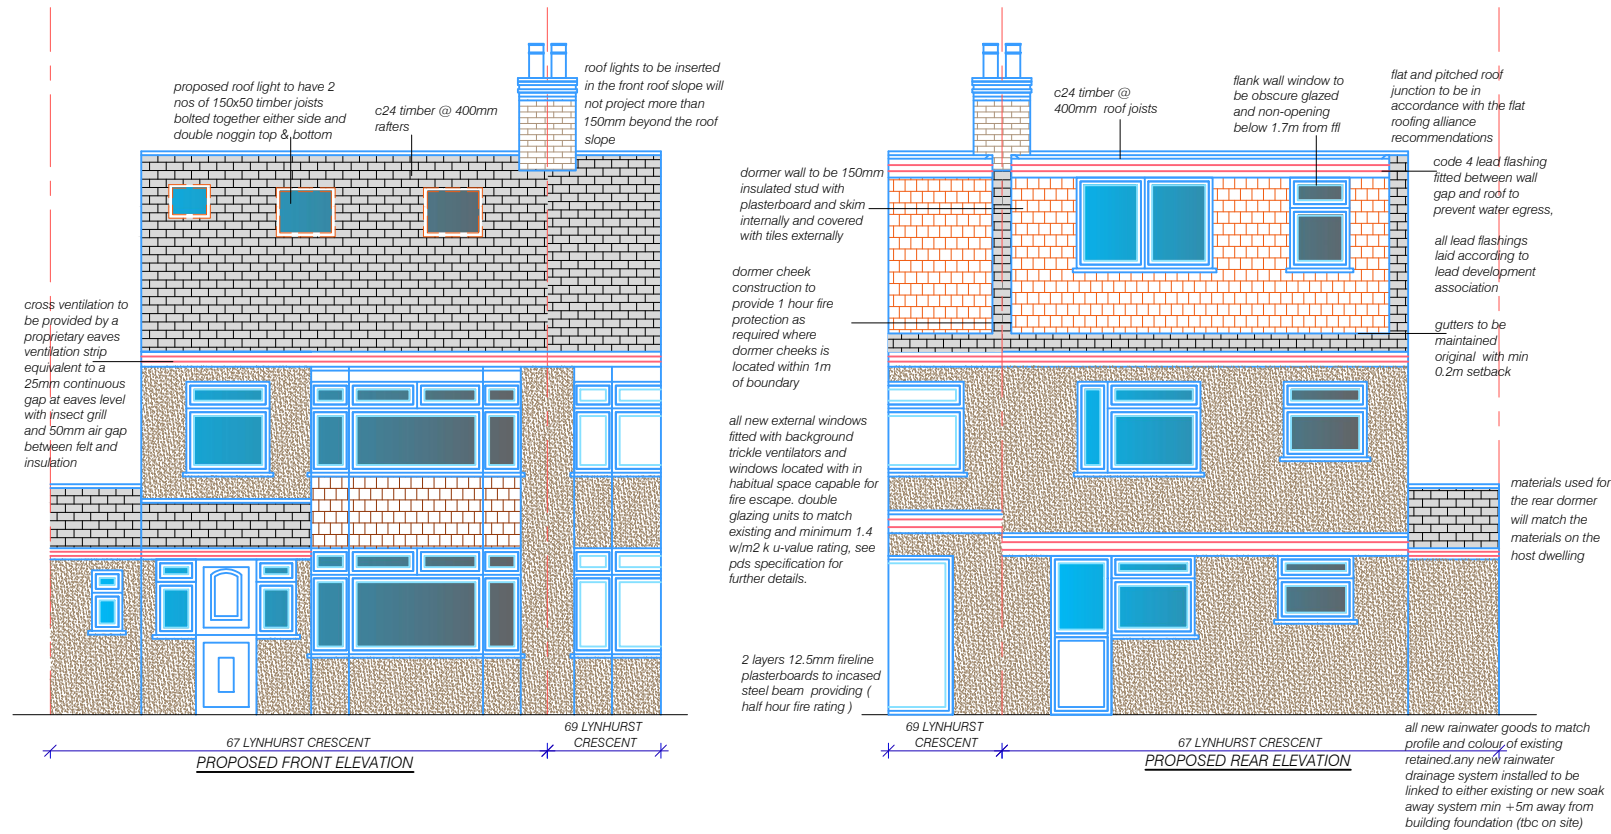 proposed roof light to have 2
nos of 150x50 timber joists
bolted together either side and
double noggin top & bottom
c24 timber @ 400mm
rafters
roof lights to be inserted
in the front roof slope will
not project more than
150mm beyond the roof
slope
cross ventilation to
be provided by a
proprietary eaves
ventilation strip
equivalent to a
25mm continuous
gap at eaves level
with insect grill
and 50mm air gap
between felt and
insulation
67 LYNHURST CRESCENT
69 LYNHURST
CRESCENT
PROPOSED FRONT ELEVATION
dormer wall to be 150mm
insulated stud with
plasterboard and skim
internally and covered
with tiles externally
dormer cheek
construction to
provide 1 hour fire
protection as
required where
dormer cheeks is
located within 1m
of boundary
all new external windows
fitted with background
trickle ventilators and
windows located with in
habitual space capable for
fire escape. double
glazing units to match
existing and minimum 1.4
w/m2 k u-value rating, see
pds specification for
further details.
2 layers 12.5mm fireline
plasterboards to incased
steel beam providing (
half hour fire rating )
c24 timber @
400mm roof joists
flank wall window to
be obscure glazed
and non-opening
below 1.7m from ffl
flat and pitched roof
junction to be in
accordance with the flat
roofing alliance
recommendations
code 4 lead flashing
fitted between wall
gap and roof to
prevent water egress,
all lead flashings
laid according to
lead development
association
gutters to be
maintained
original with min
0.2m setback
materials used for
the rear dormer
will match the
materials on the
host dwelling
69 LYNHURST
CRESCENT
67 LYNHURST CRESCENT
PROPOSED REAR ELEVATION
all new rainwater goods to match
profile and colour of existing
retained.any new rainwater
drainage system installed to be
linked to either existing or new soak
away system min +5m away from
building foundation (tbc on site)